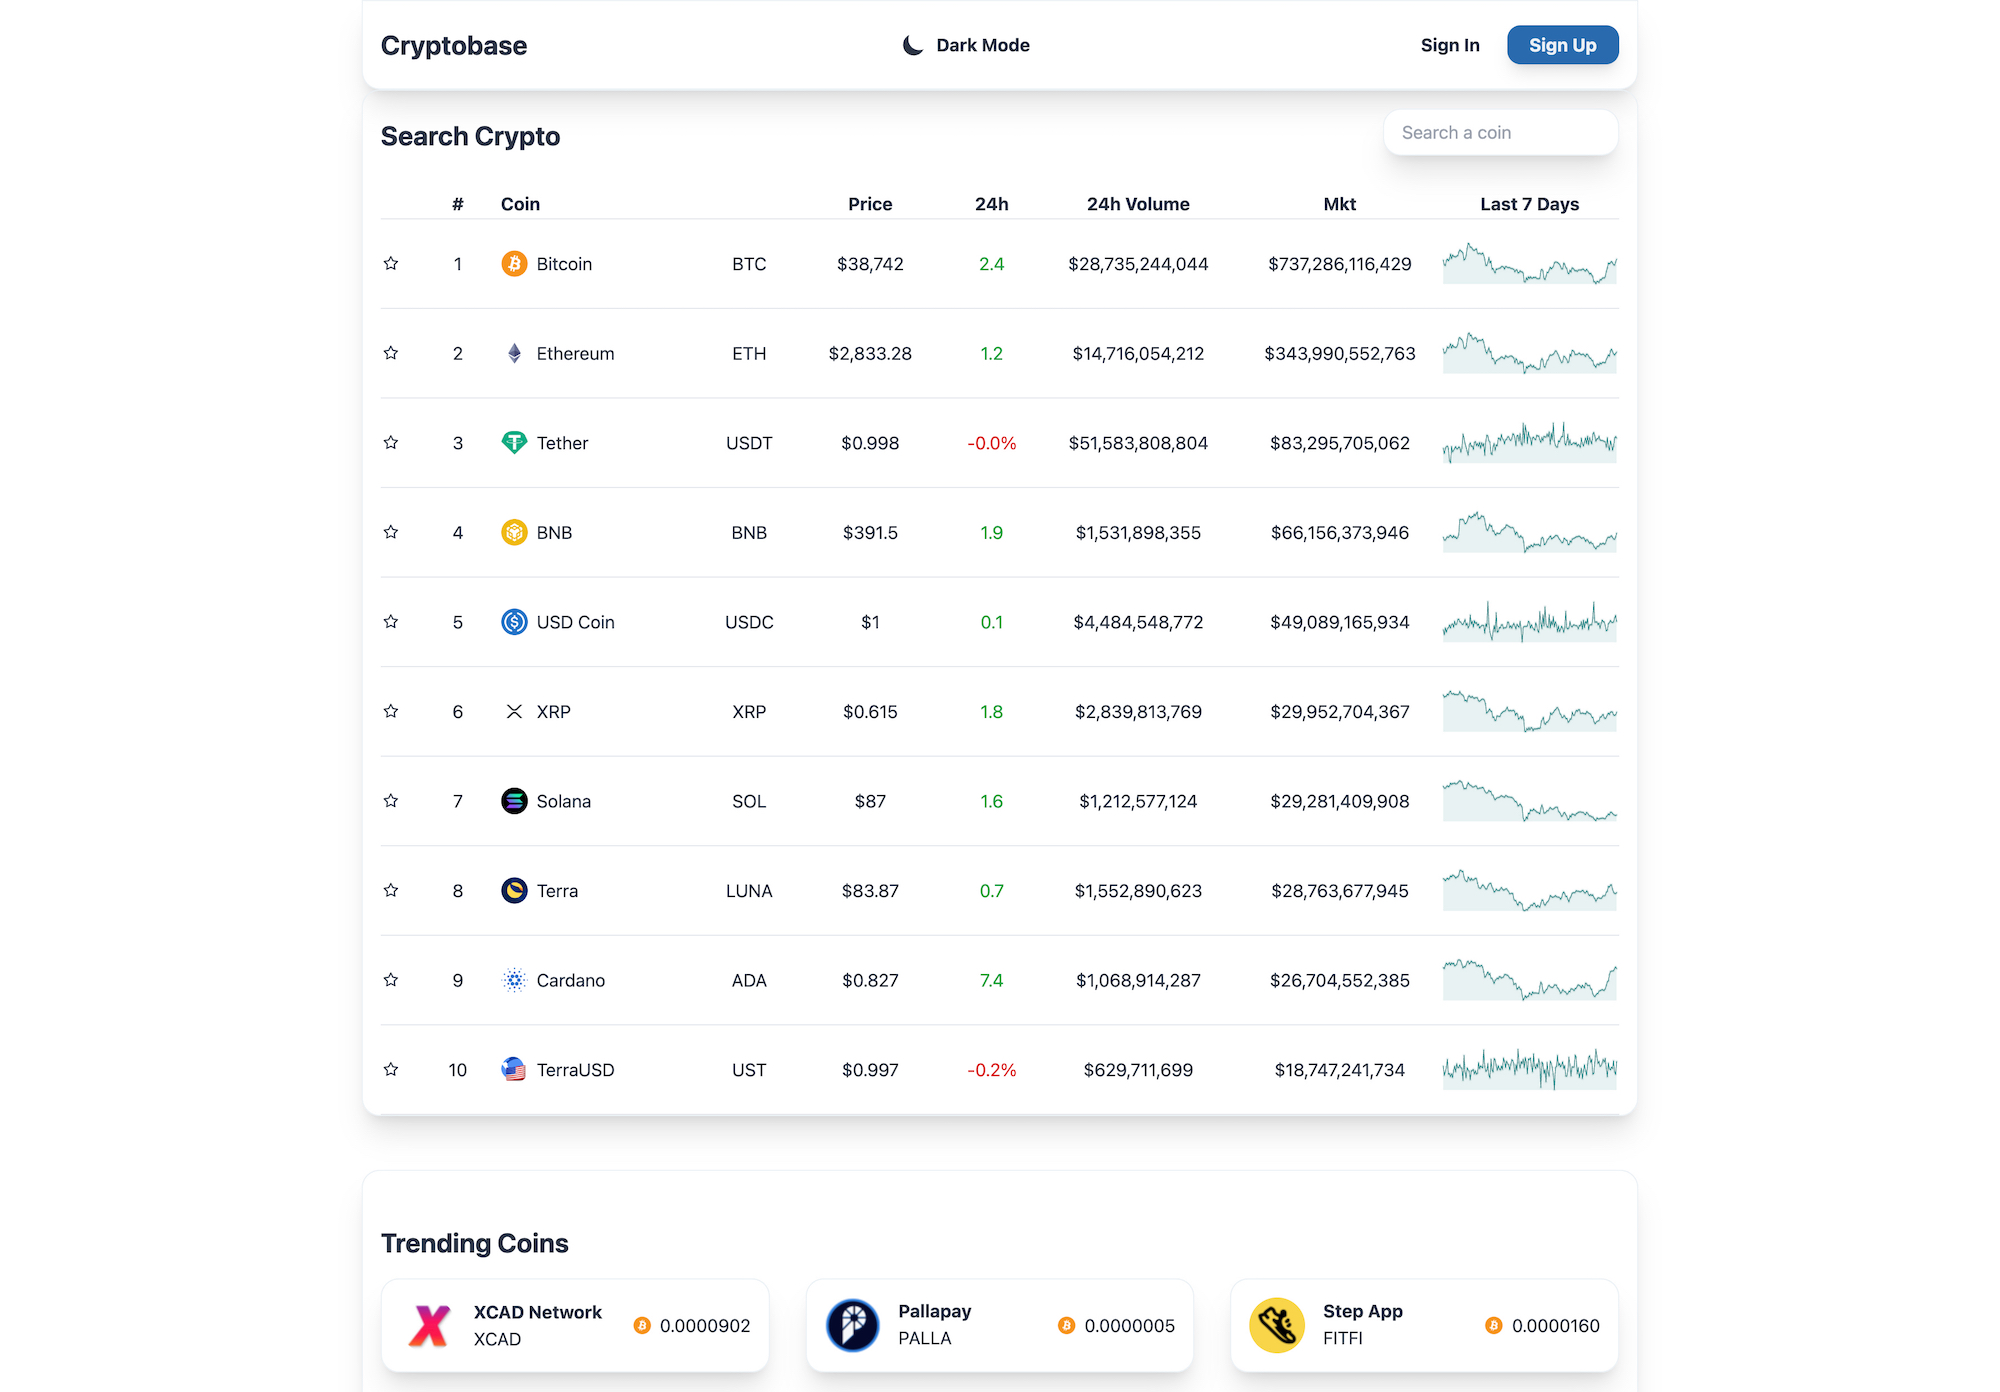 Cryptobase
Dark Mode
Sign In
Sign Up
Search Crypto
Search a coin
# Coin Price 24h 24h Volume Mkt Last 7 Days
1 Bitcoin BTC $38,742 2.4 $28,735,244,044 $737,286,116,429
2 Ethereum ETH $2,833.28 1.2 $14,716,054,212 $343,990,552,763
3 Tether USDT $0.998 -0.0% $51,583,808,804 $83,295,705,062
4 BNB BNB $391.5 1.9 $1,531,898,355 $66,156,373,946
5 USD Coin USDC $1 0.1 $4,484,548,772 $49,089,165,934
6 XRP XRP $0.615 1.8 $2,839,813,769 $29,952,704,367
7 Solana SOL $87 1.6 $1,212,577,124 $29,281,409,908
8 Terra LUNA $83.87 0.7 $1,552,890,623 $28,763,677,945
9 Cardano ADA $0.827 7.4 $1,068,914,287 $26,704,552,385
10 TerraUSD UST $0.997 -0.2% $629,711,699 $18,747,241,734
Trending Coins
XCAD Network
XCAD
0.0000902
Pallapay
PALLA
0.0000005
Step App
FITFI
0.0000160